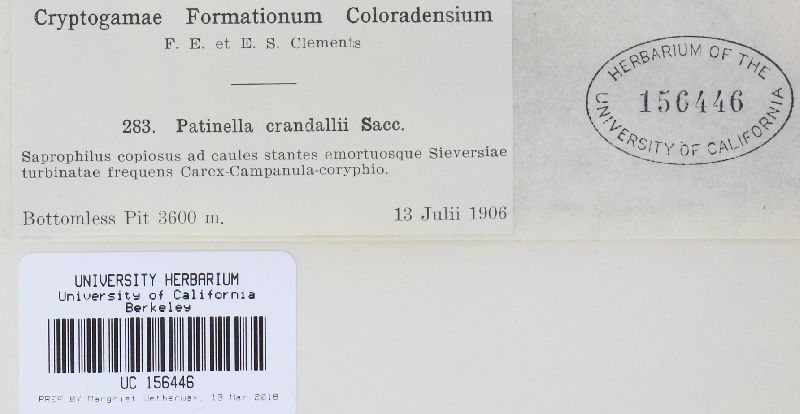 Cryptogamae Formationum Coloradensium
F. E. et E. S. Clements
283. Patinella crandallii Sacc.
Saprophilus copiosus ad caules stantes emortuosque Sieversiae
turbinatae frequens Carex-Campanula-coryphio.
Bottomless Pit 3600 m. 13 Julii 1906
HERBARIUM OF THE
156446
UNIVERSITY OF CALIFORNIA
UNIVERSITY HERBARIUM
University of California
Berkeley
UC 156446
PREP BY Margriet Wetherwax, 19 Mar 2018